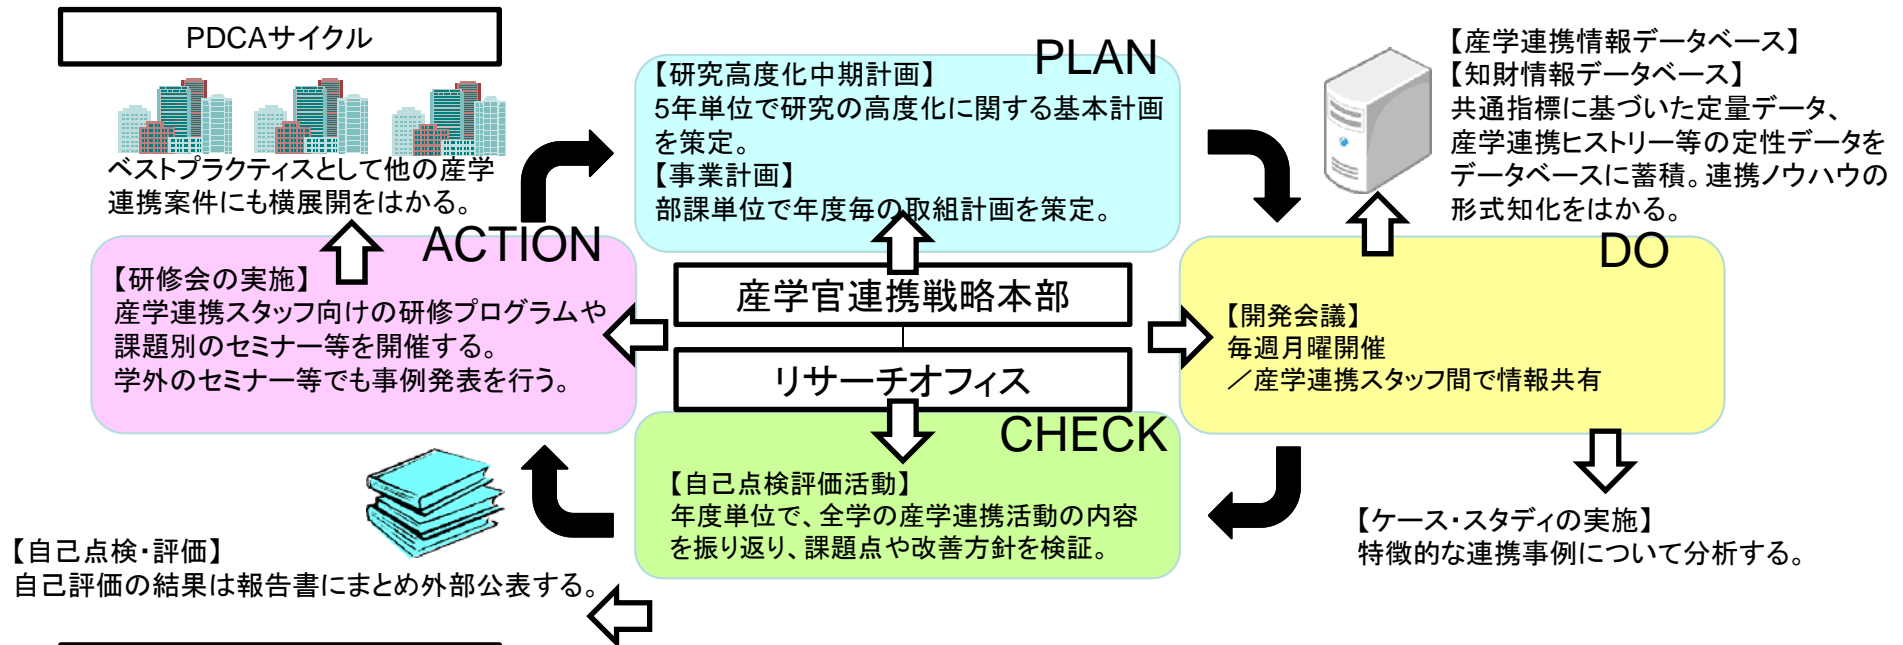 PDCAサイクル
ベストプラクティスとして他の産学
連携案件にも横展開をはかる。
PLAN
【研究高度化中期計画】
5年単位で研究の高度化に関する基本計画
を策定。
【事業計画】
部課単位で年度毎の取組計画を策定。
【産学連携情報データベース】
【知財情報データベース】
共通指標に基づいた定量データ、
産学連携ヒストリー等の定性データを
データベースに蓄積。連携ノウハウの
形式知化をはかる。
ACTION
【研修会の実施】
産学連携スタッフ向けの研修プログラムや
課題別のセミナー等を開催する。
学外のセミナー等でも事例発表を行う。
産学官連携戦略本部
リサーチオフィス
DO
【開発会議】
毎週月曜開催
／産学連携スタッフ間で情報共有
CHECK
【自己点検評価活動】
年度単位で、全学の産学連携活動の内容
を振り返り、課題点や改善方針を検証。
【ケース・スタディの実施】
特徴的な連携事例について分析する。
【自己点検・評価】
自己評価の結果は報告書にまとめ外部公表する。